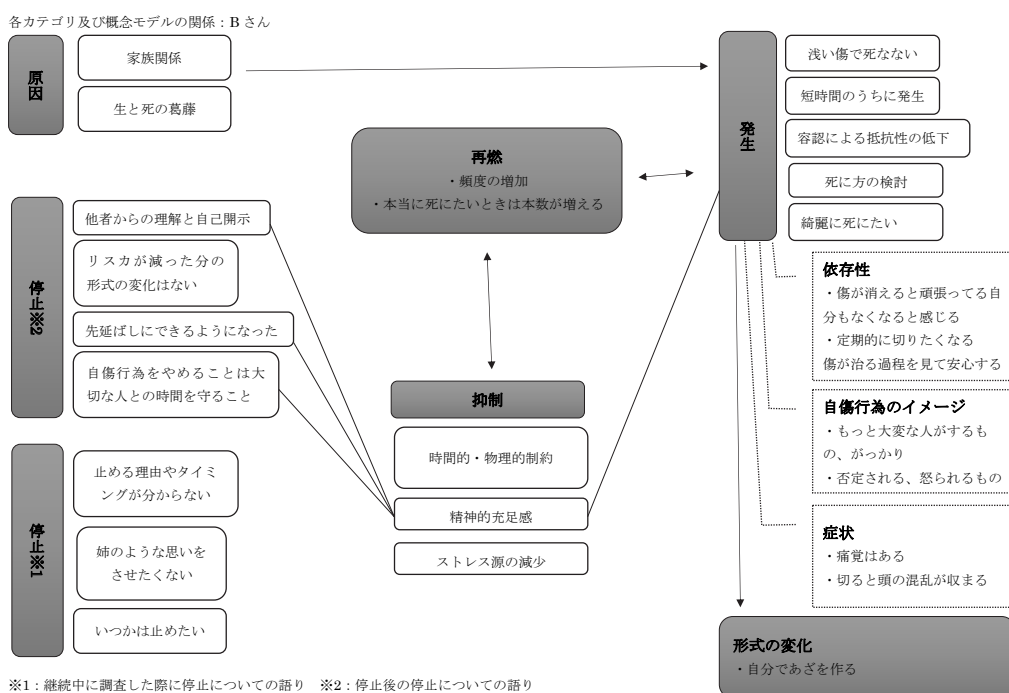 各カテゴリ及び概念モデルの関係：B さん
原因
家族関係
生と死の葛藤
発生
浅い傷で死なない
短時間のうちに発生
容認による抵抗性の低下
死に方の検討
綺麗に死にたい
再燃
・頻度の増加
・本当に死にたいときは本数が増える
停止※2
他者からの理解と自己開示
リスカが減った分の
形式の変化はない
先延ばしにできるようになった
自傷行為をやめることは大
切な人との時間を守ること
抑制
時間的・物理的制約
精神的充足感
ストレス源の減少
停止※1
止める理由やタイミ
ングが分からない
姉のような思いを
させたくない
いつかは止めたい
依存性
・傷が消えると頑張ってる自
分もなくなると感じる
・定期的に切りたくなる
傷が治る過程を見て安心する
自傷行為のイメージ
・もっと大変な人がするも
の、がっかり
・否定される、怒られるもの
症状
・痛覚はある
・切ると頭の混乱が収まる
形式の変化
・自分であざを作る
※1：継続中に調査した際に停止についての語り　※2：停止後の停止についての語り